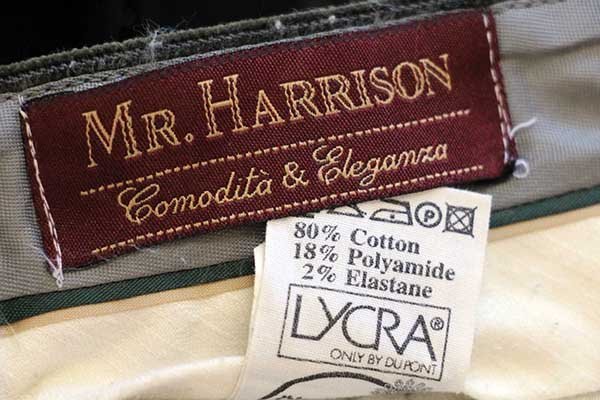 MR. HARRISON
Comodità & Eleganza
80% Cotton
18% Polyamide
2% Elastane
LYCRA®
ONLY BY DU PONT